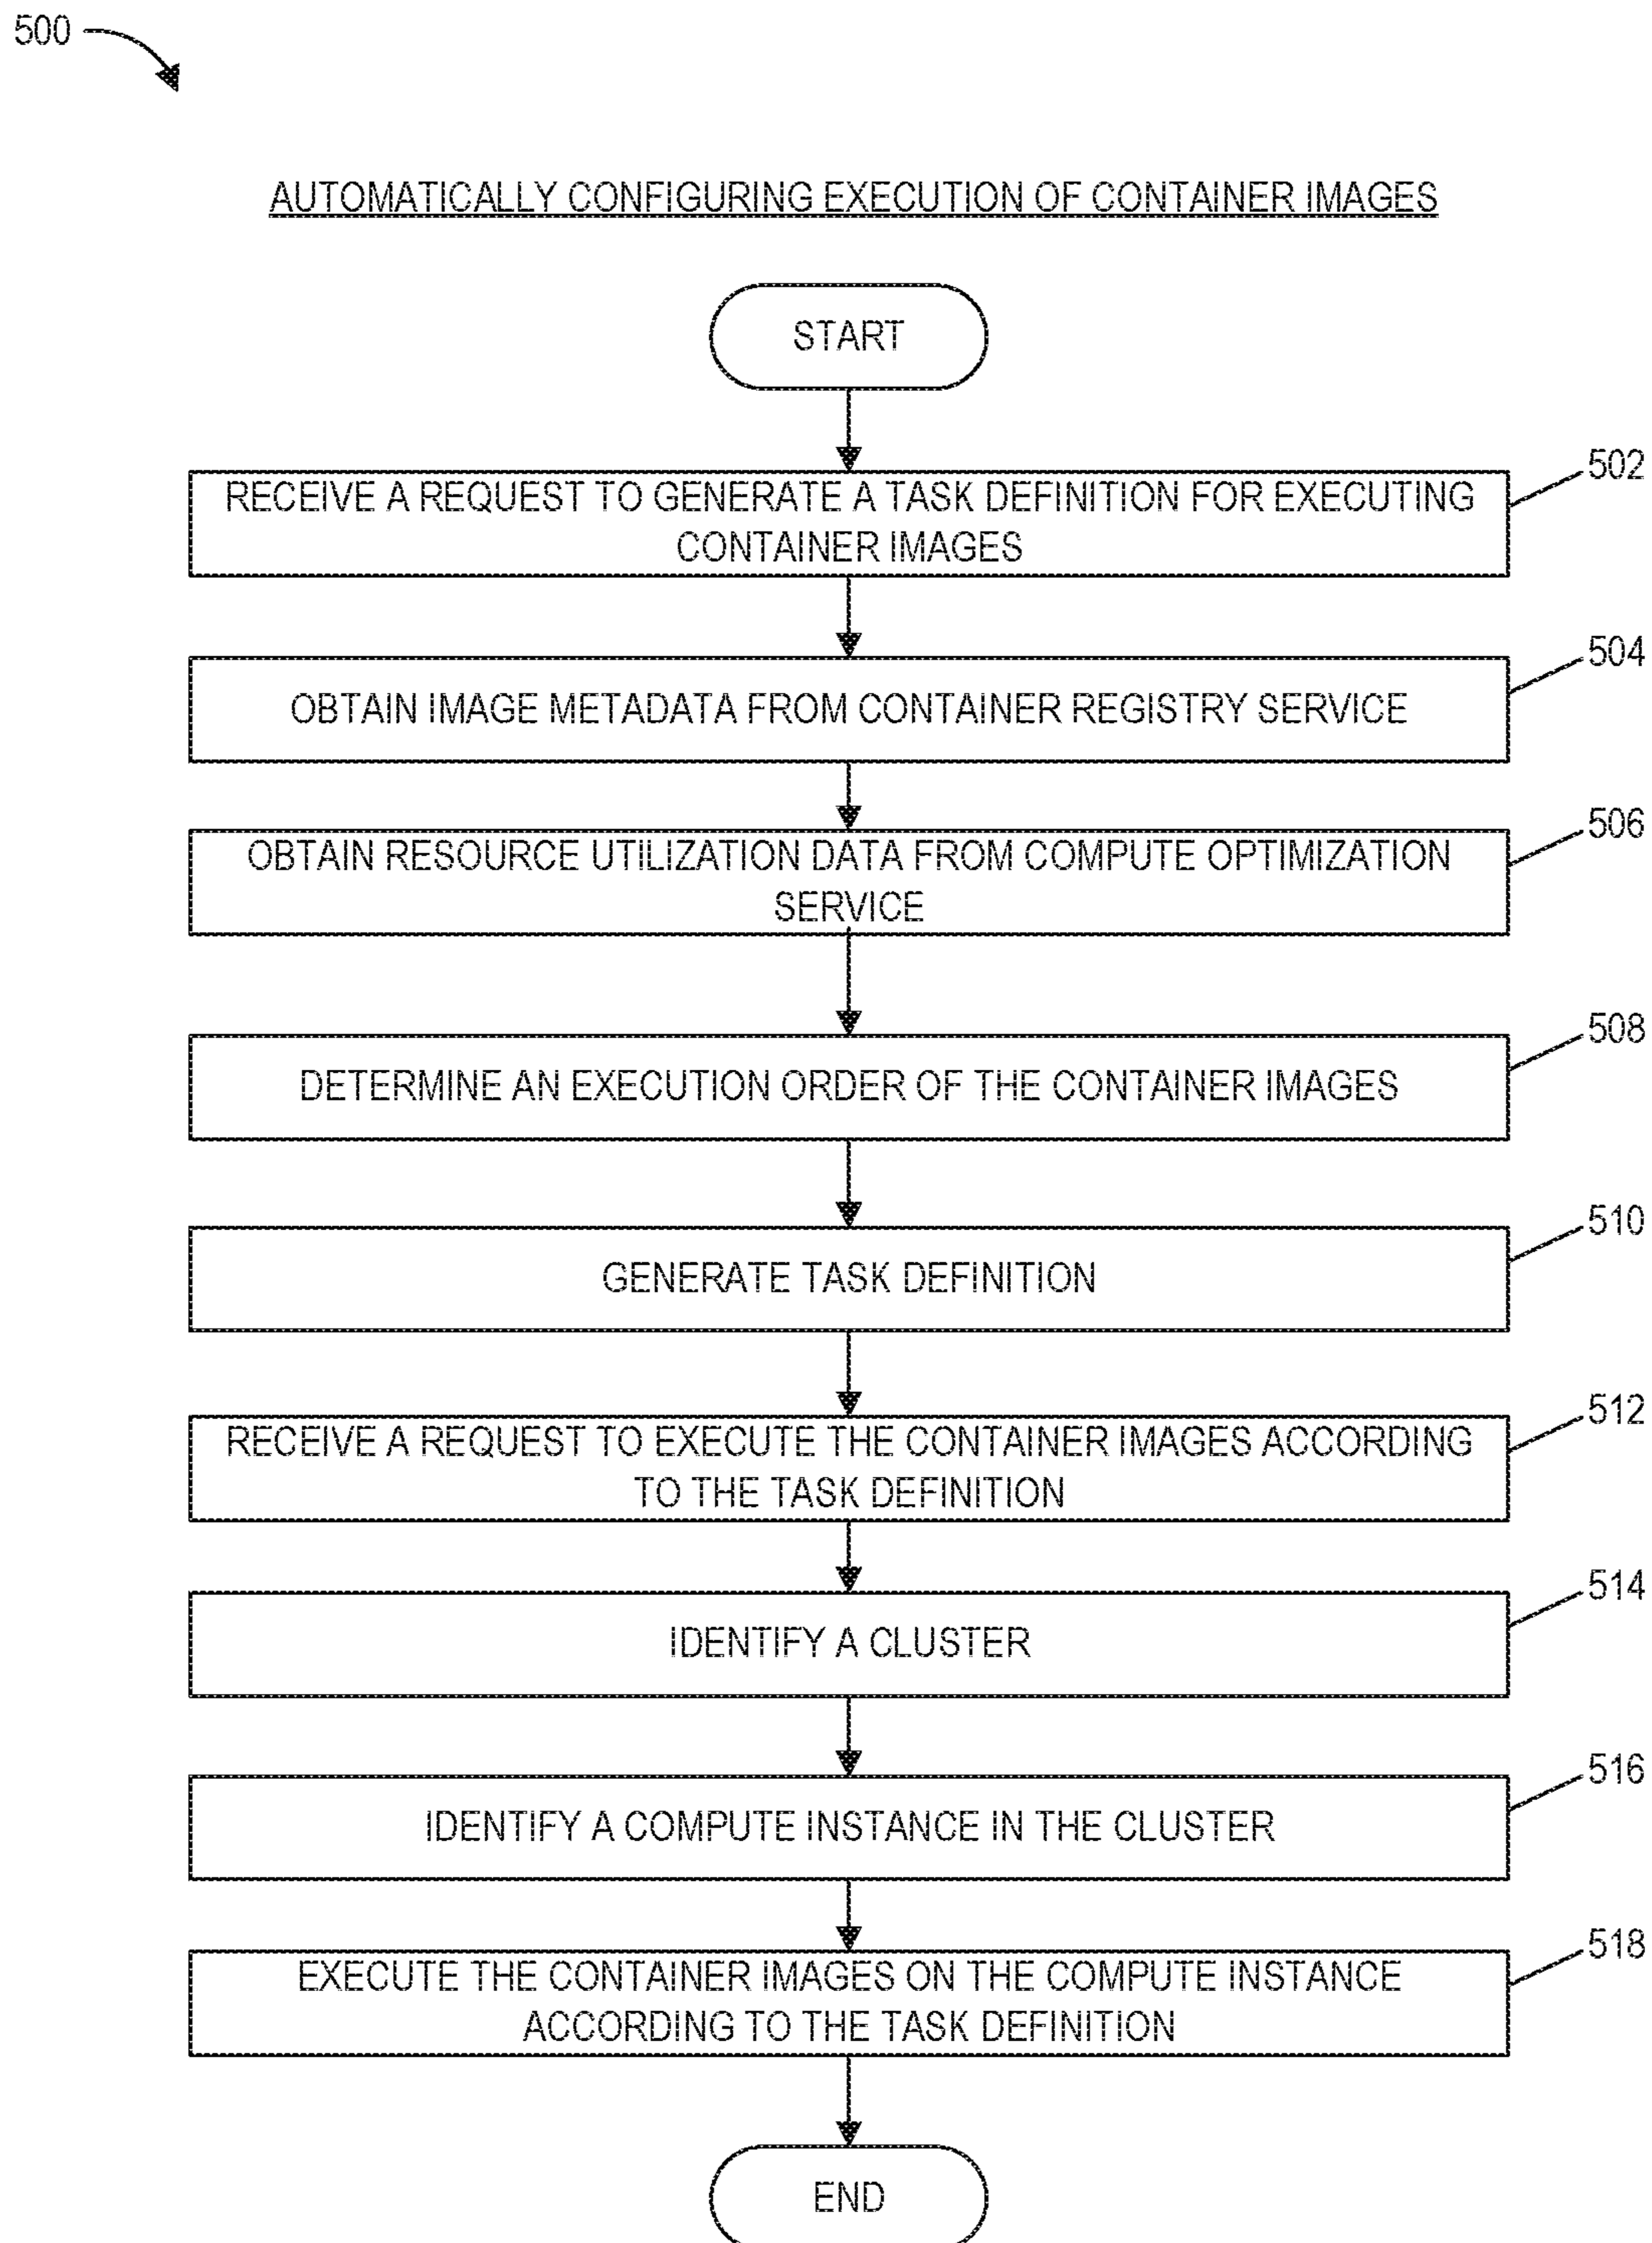 500
AUTOMATICALLY CONFIGURING EXECUTION OF CONTAINER IMAGES
START
502
RECEIVE A REQUEST TO GENERATE A TASK DEFINITION FOR EXECUTING
CONTAINER IMAGES
504
OBTAIN IMAGE METADATA FROM CONTAINER REGISTRY SERVICE
506
OBTAIN RESOURCE UTILIZATION DATA FROM COMPUTE OPTIMIZATION
SERVICE
508
DETERMINE AN EXECUTION ORDER OF THE CONTAINER IMAGES
510
GENERATE TASK DEFINITION
512
RECEIVE A REQUEST TO EXECUTE THE CONTAINER IMAGES ACCORDING
TO THE TASK DEFINITION
514
IDENTIFY A CLUSTER
516
IDENTIFY A COMPUTE INSTANCE IN THE CLUSTER
518
EXECUTE THE CONTAINER IMAGES ON THE COMPUTE INSTANCE
ACCORDING TO THE TASK DEFINITION
END